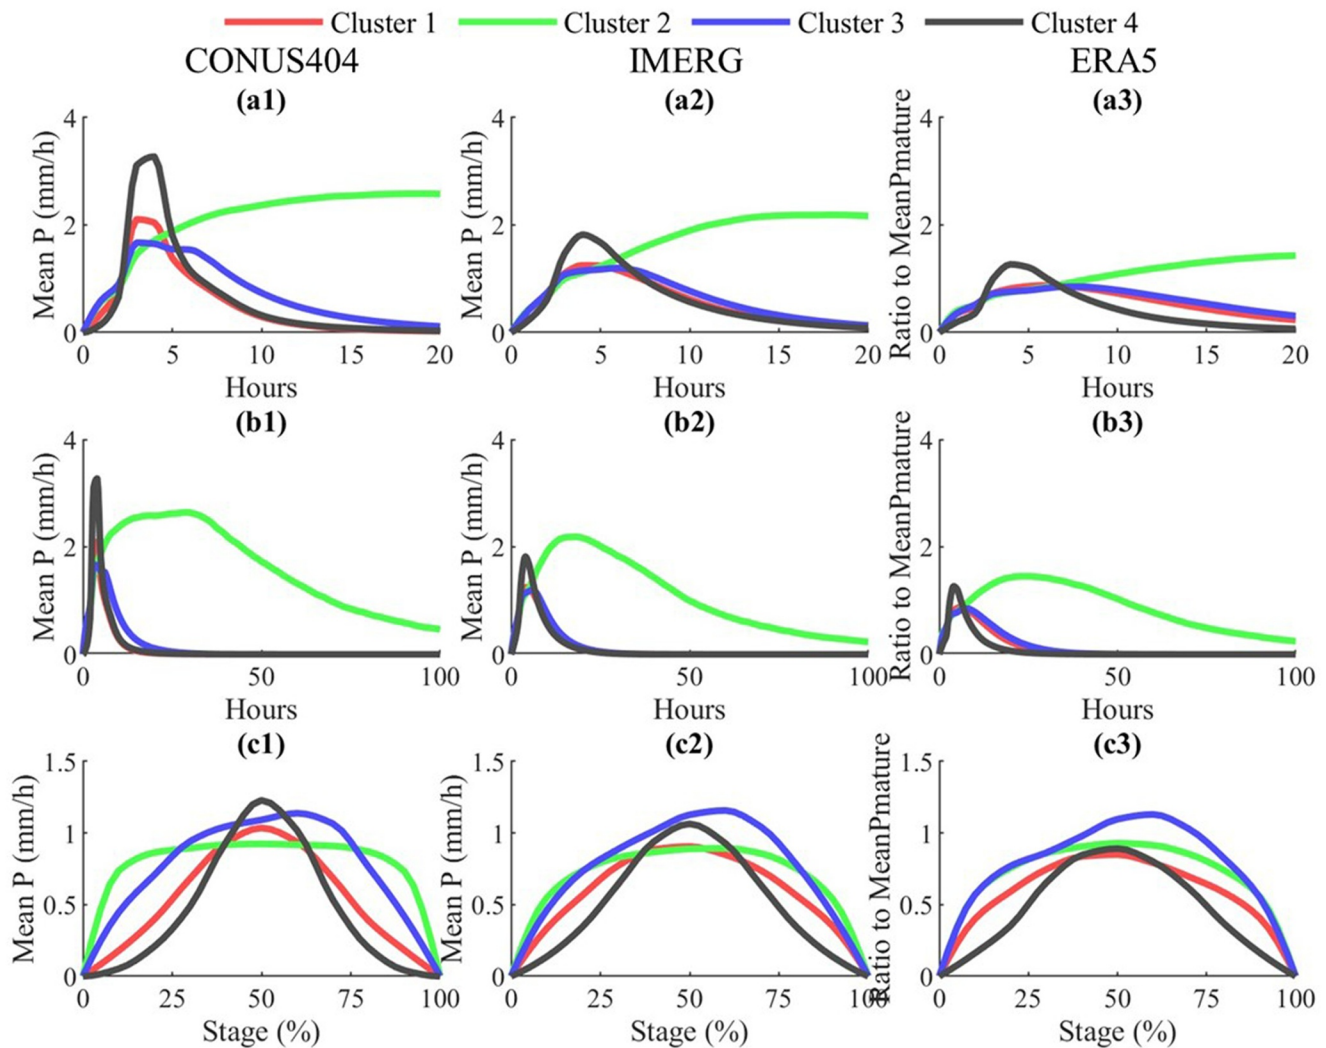 Cluster 1 Cluster 2 Cluster 3 Cluster 4
CONUS404 IMERG ERA5
(a1) (a2) (a3)
Mean P (mm/h) Mean P (mm/h) Ratio to MeanPmature
4 4 4
2 2 2
0 0 0
0 5 10 15 20 0 5 10 15 20 0 5 10 15 20
Hours Hours Hours
(b1) (b2) (b3)
Mean P (mm/h) Mean P (mm/h) Ratio to MeanPmature
4 4 4
2 2 2
0 0 0
0 50 100 0 50 100 0 50 100
Hours Hours Hours
(c1) (c2) (c3)
Mean P (mm/h) Mean P (mm/h) Ratio to MeanPmature
1.5 1.5 1.5
1 1 1
0.5 0.5 0.5
0 0 0
0 25 50 75 100 0 25 50 75 100 0 25 50 75 100
Stage (%) Stage (%) Stage (%)